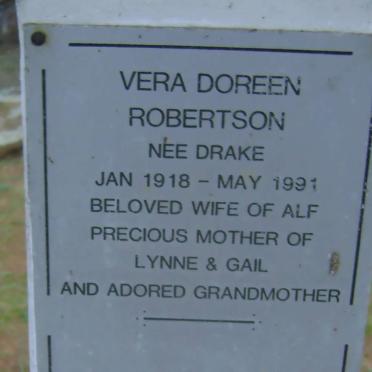 VERA DOREEN
ROBERTSON
NEE DRAKE
JAN 1918 - MAY 1991
BELOVED WIFE OF ALF
PRECIOUS MOTHER OF
LYNNE & GAIL
AND ADORED GRANDMOTHER